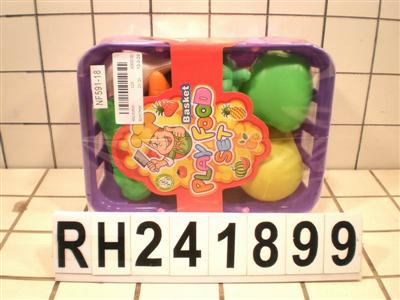 NF591-18
Basket
PLAY FOOD
SET
RH241899